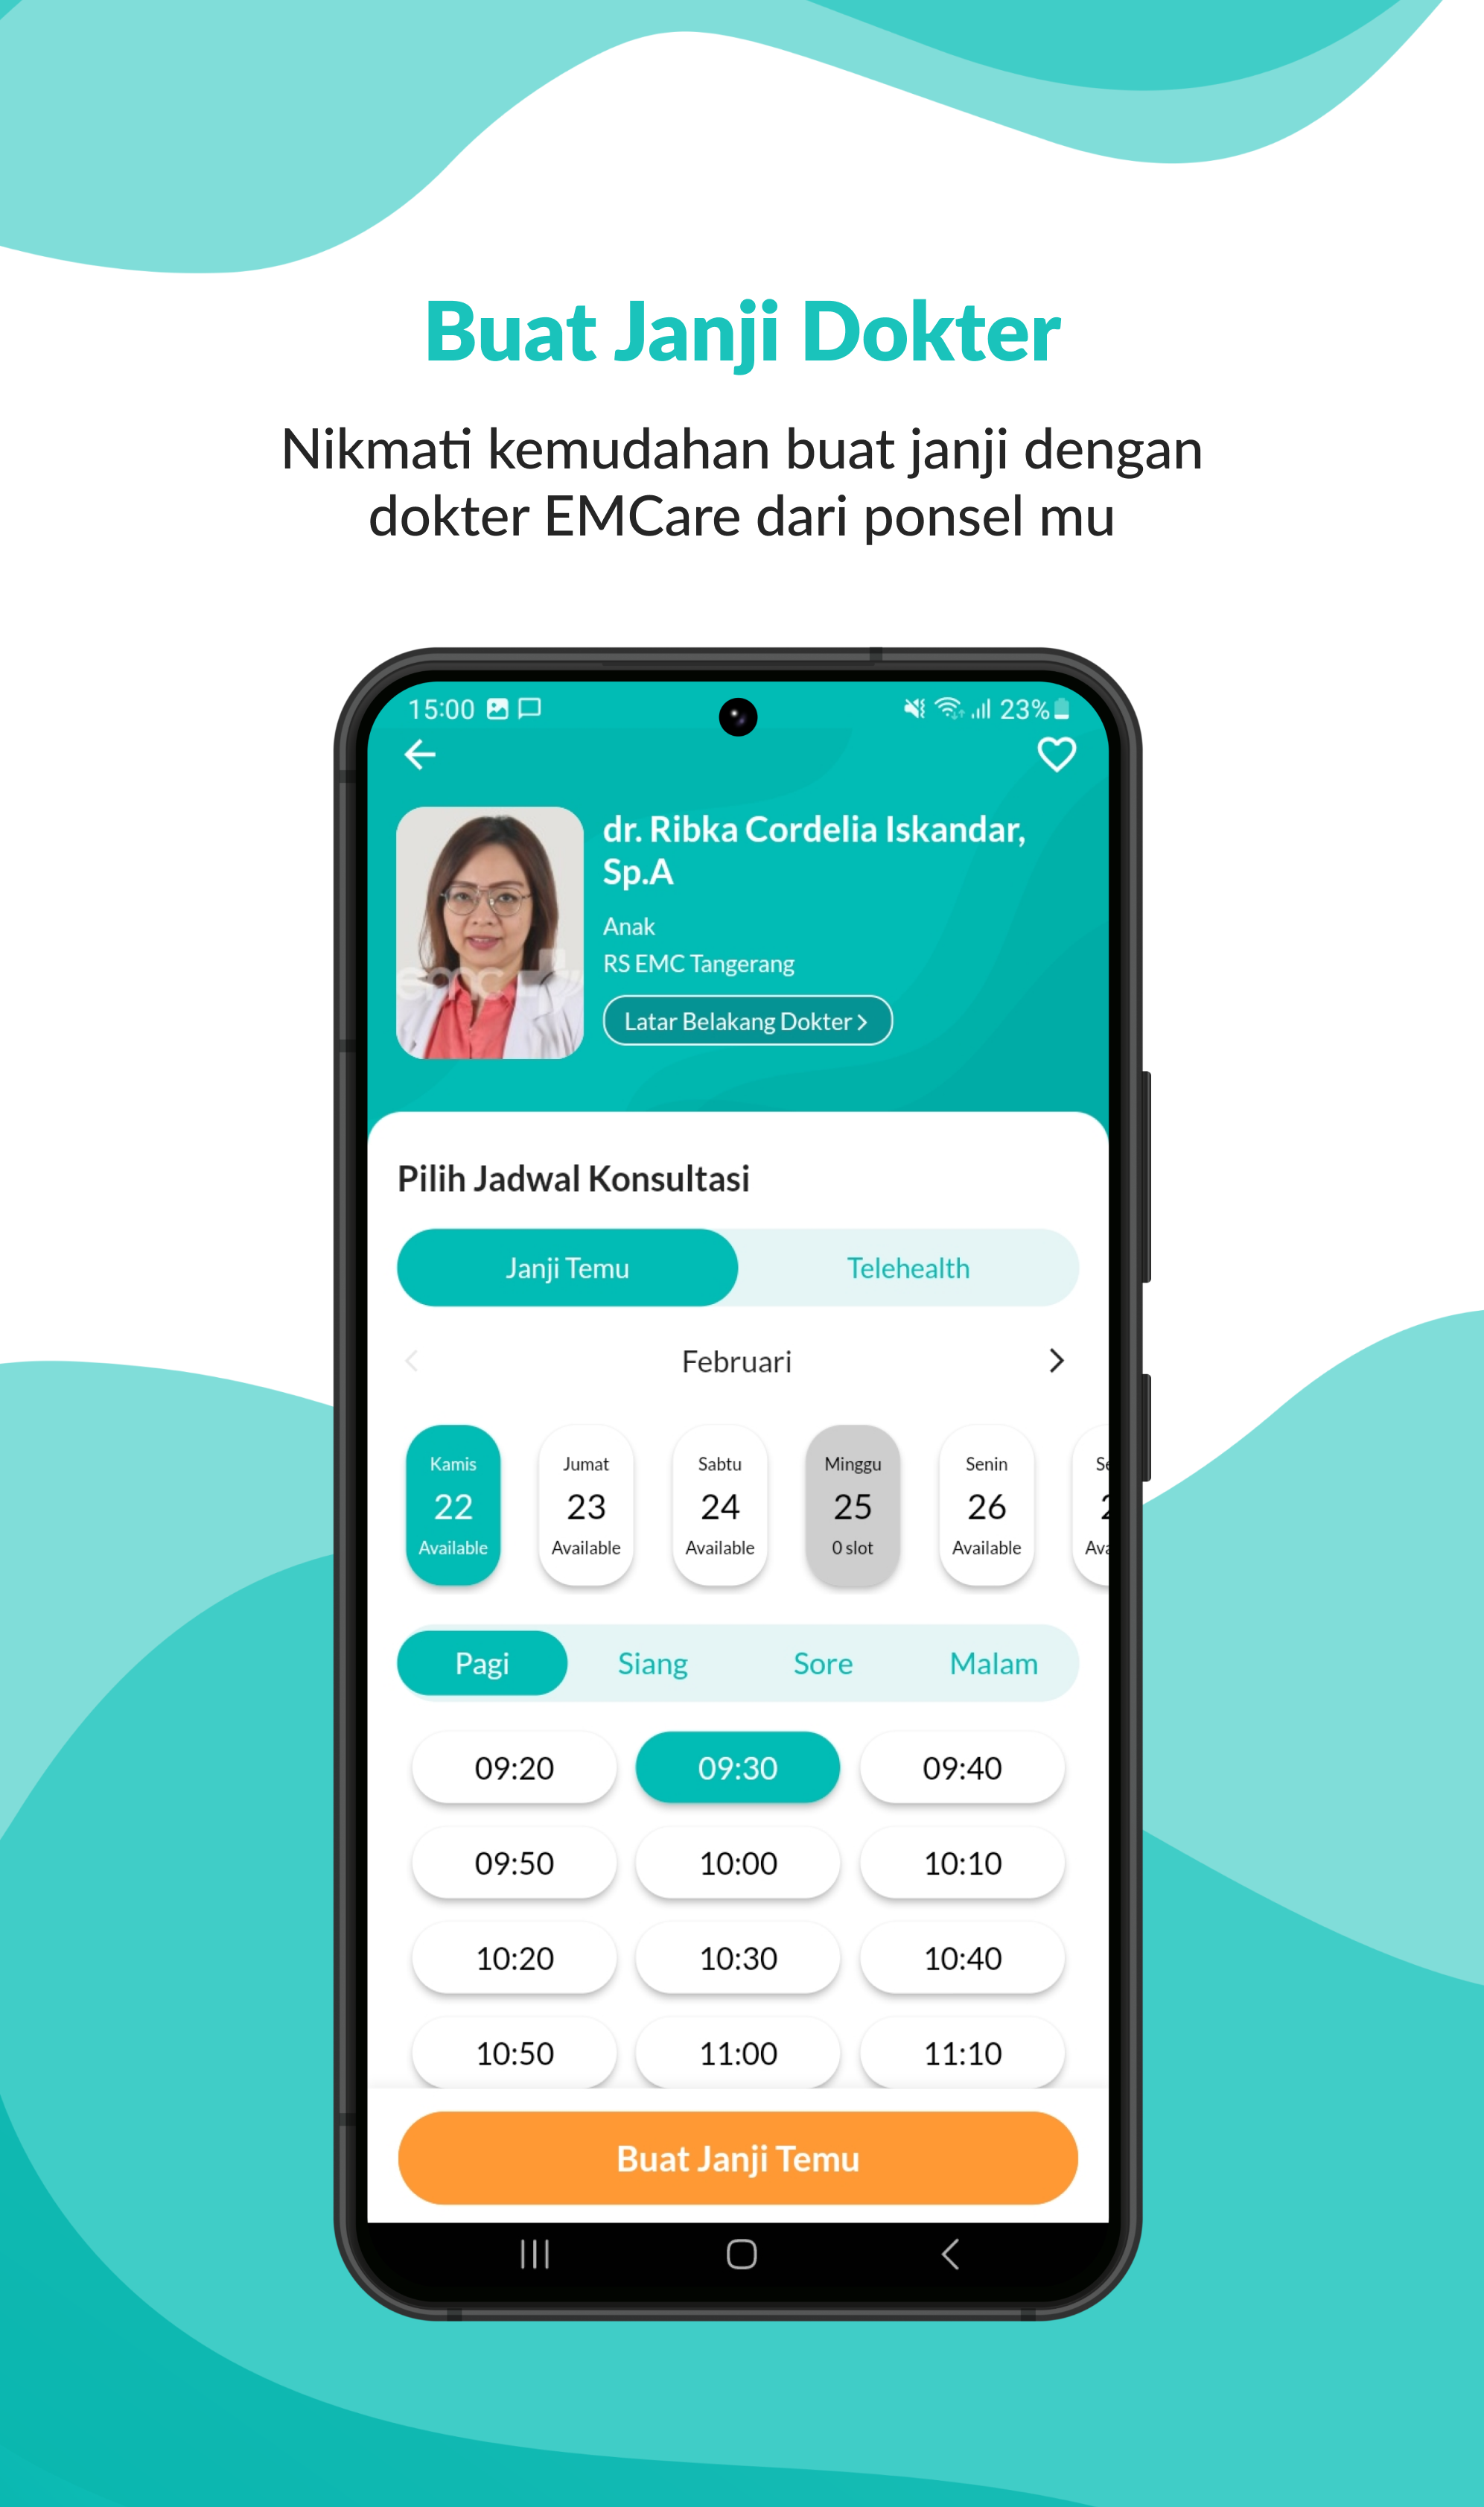 Buat Janji Dokter
Nikmati kemudahan buat janji dengan
dokter EMCare dari ponsel mu
15:00
23%
dr. Ribka Cordelia Iskandar,
Sp.A
Anak
RS EMC Tangerang
emc
Latar Belakang Dokter
Pilih Jadwal Konsultasi
Janji Temu Telehealth
Februari
Kamis Jumat Sabtu Minggu Senin
22 23 24 25 26
Available Available Available 0 slot Available
Pagi Siang Sore Malam
09:20 09:30 09:40
09:50 10:00 10:10
10:20 10:30 10:40
10:50 11:00 11:10
Buat Janji Temu